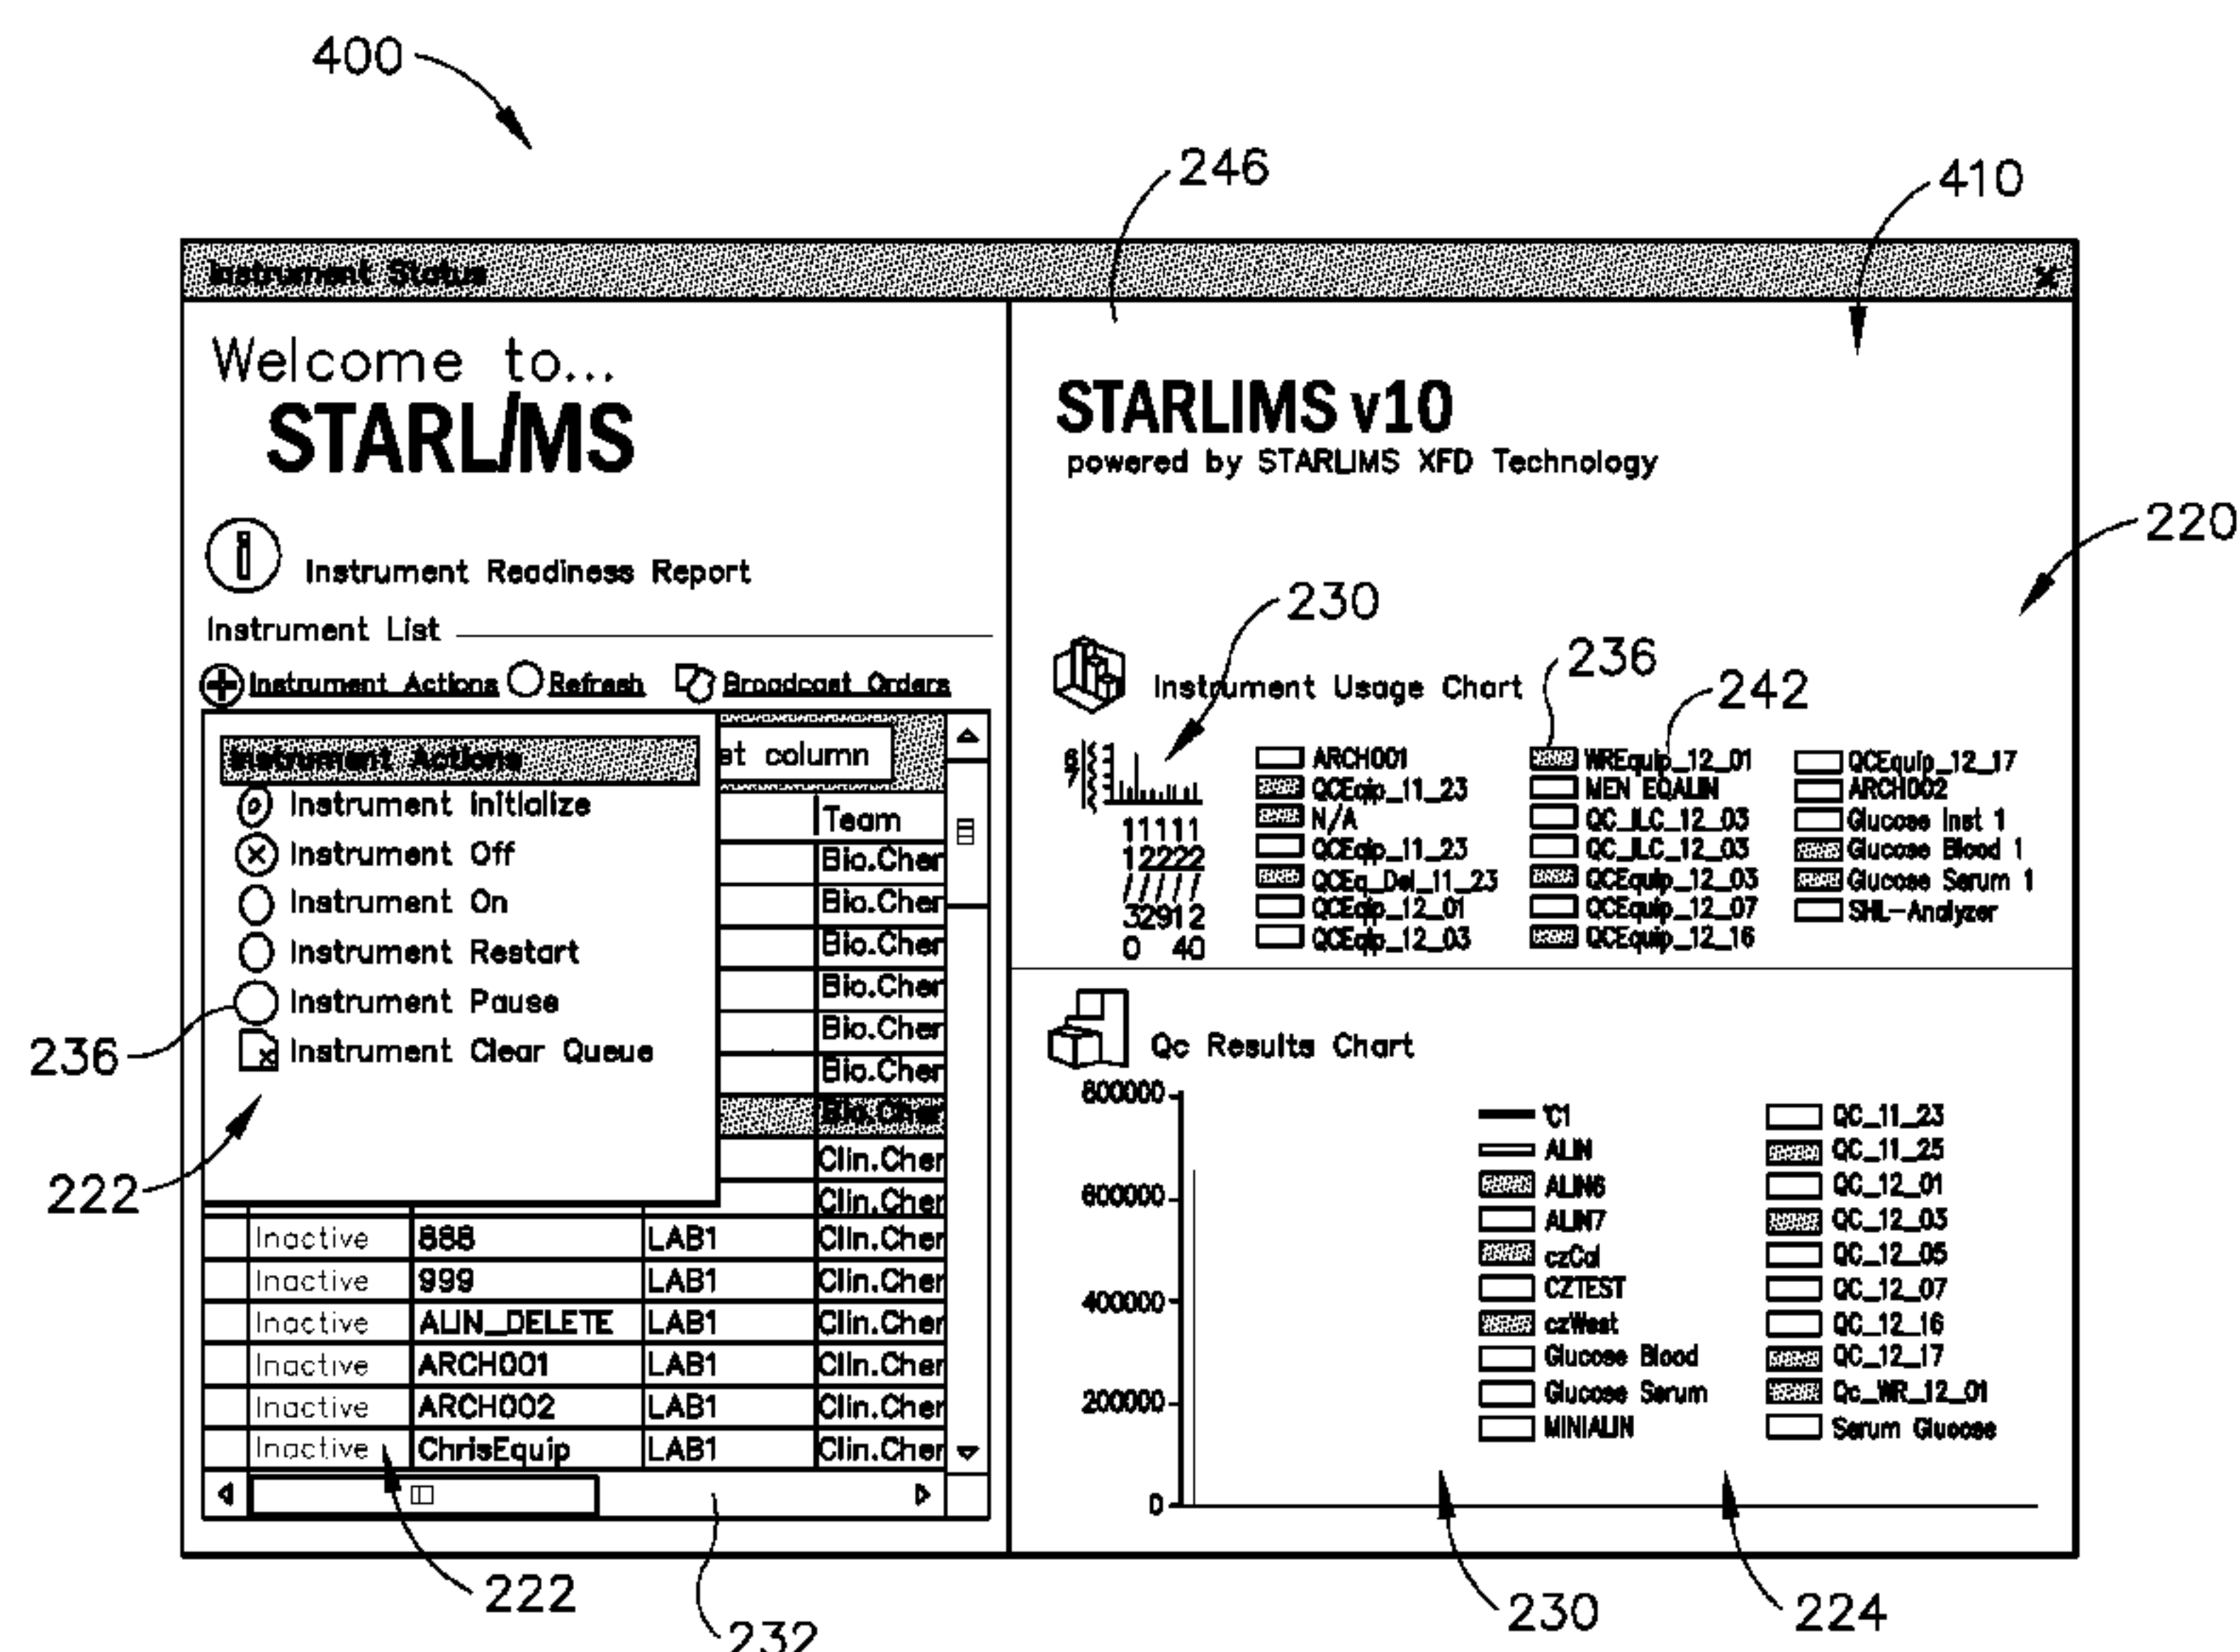 400
246
410
Instrument Status
x
Welcome to...
STARLIMS
STARLIMS v10
powered by STARLIMS XFD Technology
220
i Instrument Readiness Report
Instrument List
Instrument Actions Refresh Broadcast Orders
230
Instrument Usage Chart
236
242
Instrument Actions
Instrument Initialize
Instrument Off
Instrument On
Instrument Restart
Instrument Pause
Instrument Clear Queue
236
222
et column
Team
Bio.Cher
Bio.Cher
Bio.Cher
Bio.Cher
Bio.Cher
Bio.Cher
Bio.Cher
Clin.Cher
Clin.Cher
Inactive 888 LAB1 Clin.Cher
Inactive 999 LAB1 Clin.Cher
Inactive ALIN_DELETE LAB1 Clin.Cher
Inactive ARCH001 LAB1 Clin.Cher
Inactive ARCH002 LAB1 Clin.Cher
Inactive ChrisEquip LAB1 Clin.Cher
222
232
11111
12222
/////
32912
0 40
ARCH001
QCEqip_11_23
N/A
QCEqip_11_23
QCEq_Del_11_23
QCEqip_12_01
QCEqip_12_03
WREquip_12_01
MEN EQALIN
QC_ILC_12_03
QC_ILC_12_03
QCEquip_12_03
QCEquip_12_07
QCEquip_12_16
QCEquip_12_17
ARCH002
Glucose Inst 1
Glucose Blood 1
Glucose Serum 1
SHL-Analyzer
Qc Results Chart
800000
600000
400000
200000
0
'C1
ALIN
ALIN6
ALIN7
czCal
CZTEST
czWest
Glucose Blood
Glucose Serum
MINIALIN
QC_11_23
QC_11_25
QC_12_01
QC_12_03
QC_12_05
QC_12_07
QC_12_16
QC_12_17
Qc_WR_12_01
Serum Glucose
230
224